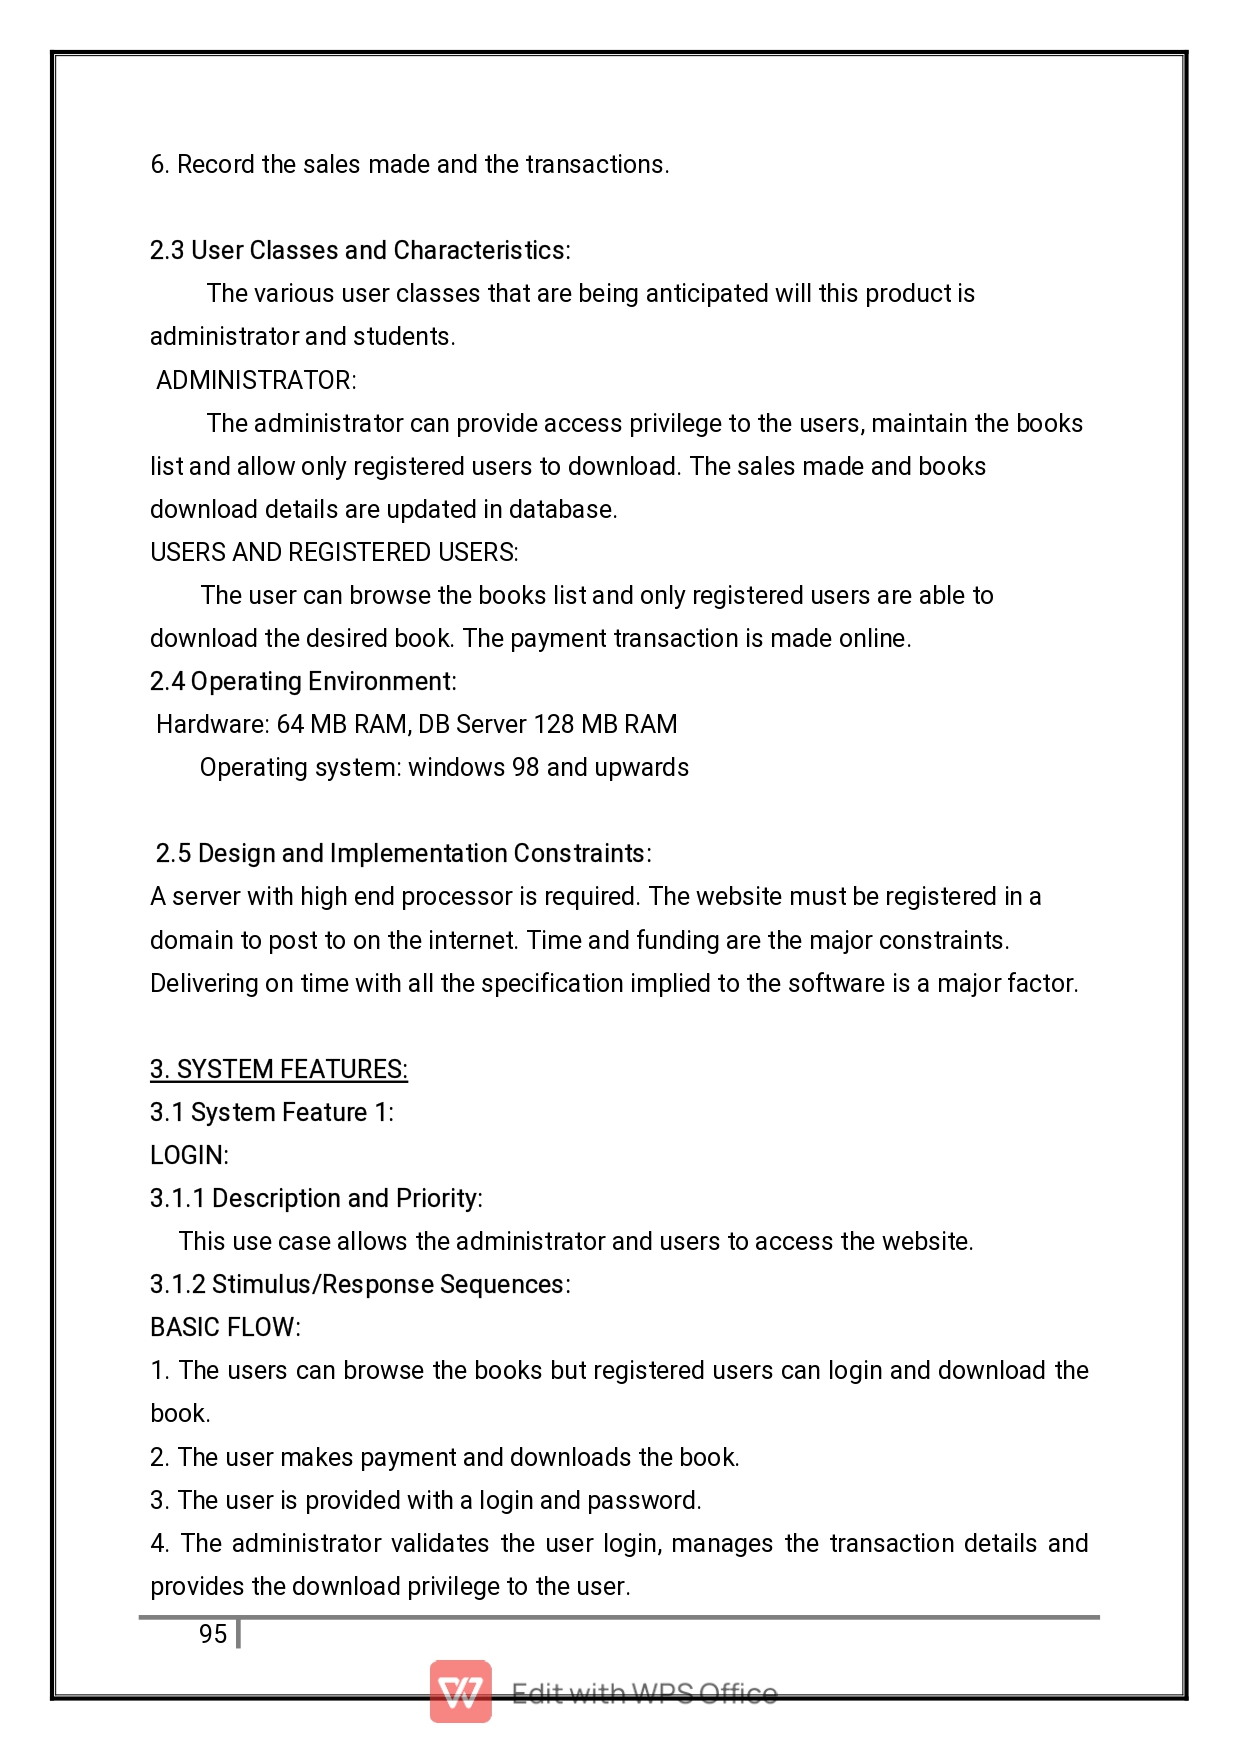 6. Record the sales made and the transactions.
2.3 User Classes and Characteristics:
The various user classes that are being anticipated will this product is
administrator and students.
ADMINISTRATOR:
The administrator can provide access privilege to the users, maintain the books
list and allow only registered users to download. The sales made and books
download details are updated in database.
USERS AND REGISTERED USERS:
The user can browse the books list and only registered users are able to
download the desired book. The payment transaction is made online.
2.4 Operating Environment:
Hardware: 64 MB RAM, DB Server 128 MB RAM
Operating system: windows 98 and upwards
2.5 Design and Implementation Constraints:
A server with high end processor is required. The website must be registered in a
domain to post to on the internet. Time and funding are the major constraints.
Delivering on time with all the specification implied to the software is a major factor.
3. SYSTEM FEATURES:
3.1 System Feature 1:
LOGIN:
3.1.1 Description and Priority:
This use case allows the administrator and users to access the website.
3.1.2 Stimulus/Response Sequences:
BASIC FLOW:
1. The users can browse the books but registered users can login and download the
book.
2. The user makes payment and downloads the book.
3. The user is provided with a login and password.
4. The administrator validates the user login, manages the transaction details and
provides the download privilege to the user.
95
Edit with WPS Office